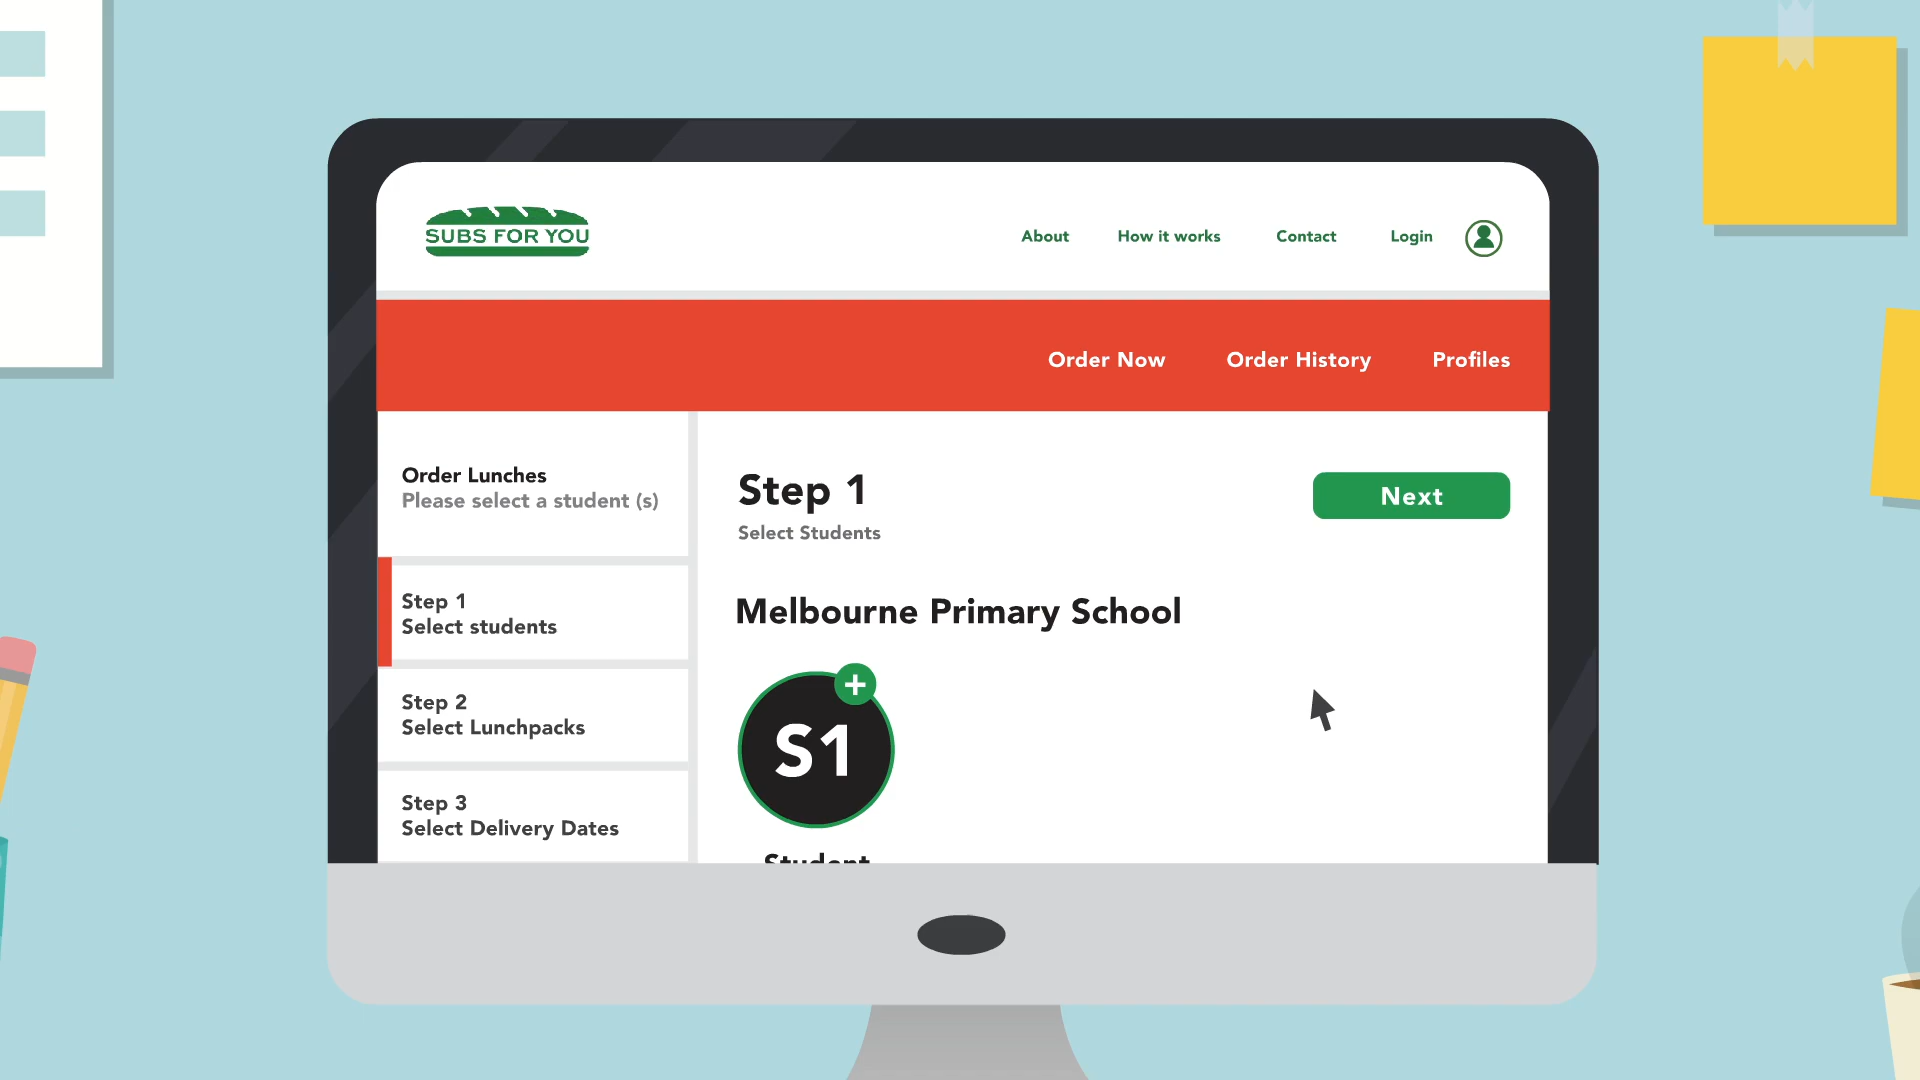 SUBS FOR YOU
About
How it works
Contact
Login
Order Now
Order History
Profiles
Order Lunches
Please select a student (s)
Step 1
Select students
Step 2
Select Lunchpacks
Step 3
Select Delivery Dates
Step 1
Select Students
Next
Melbourne Primary School
S1
Student